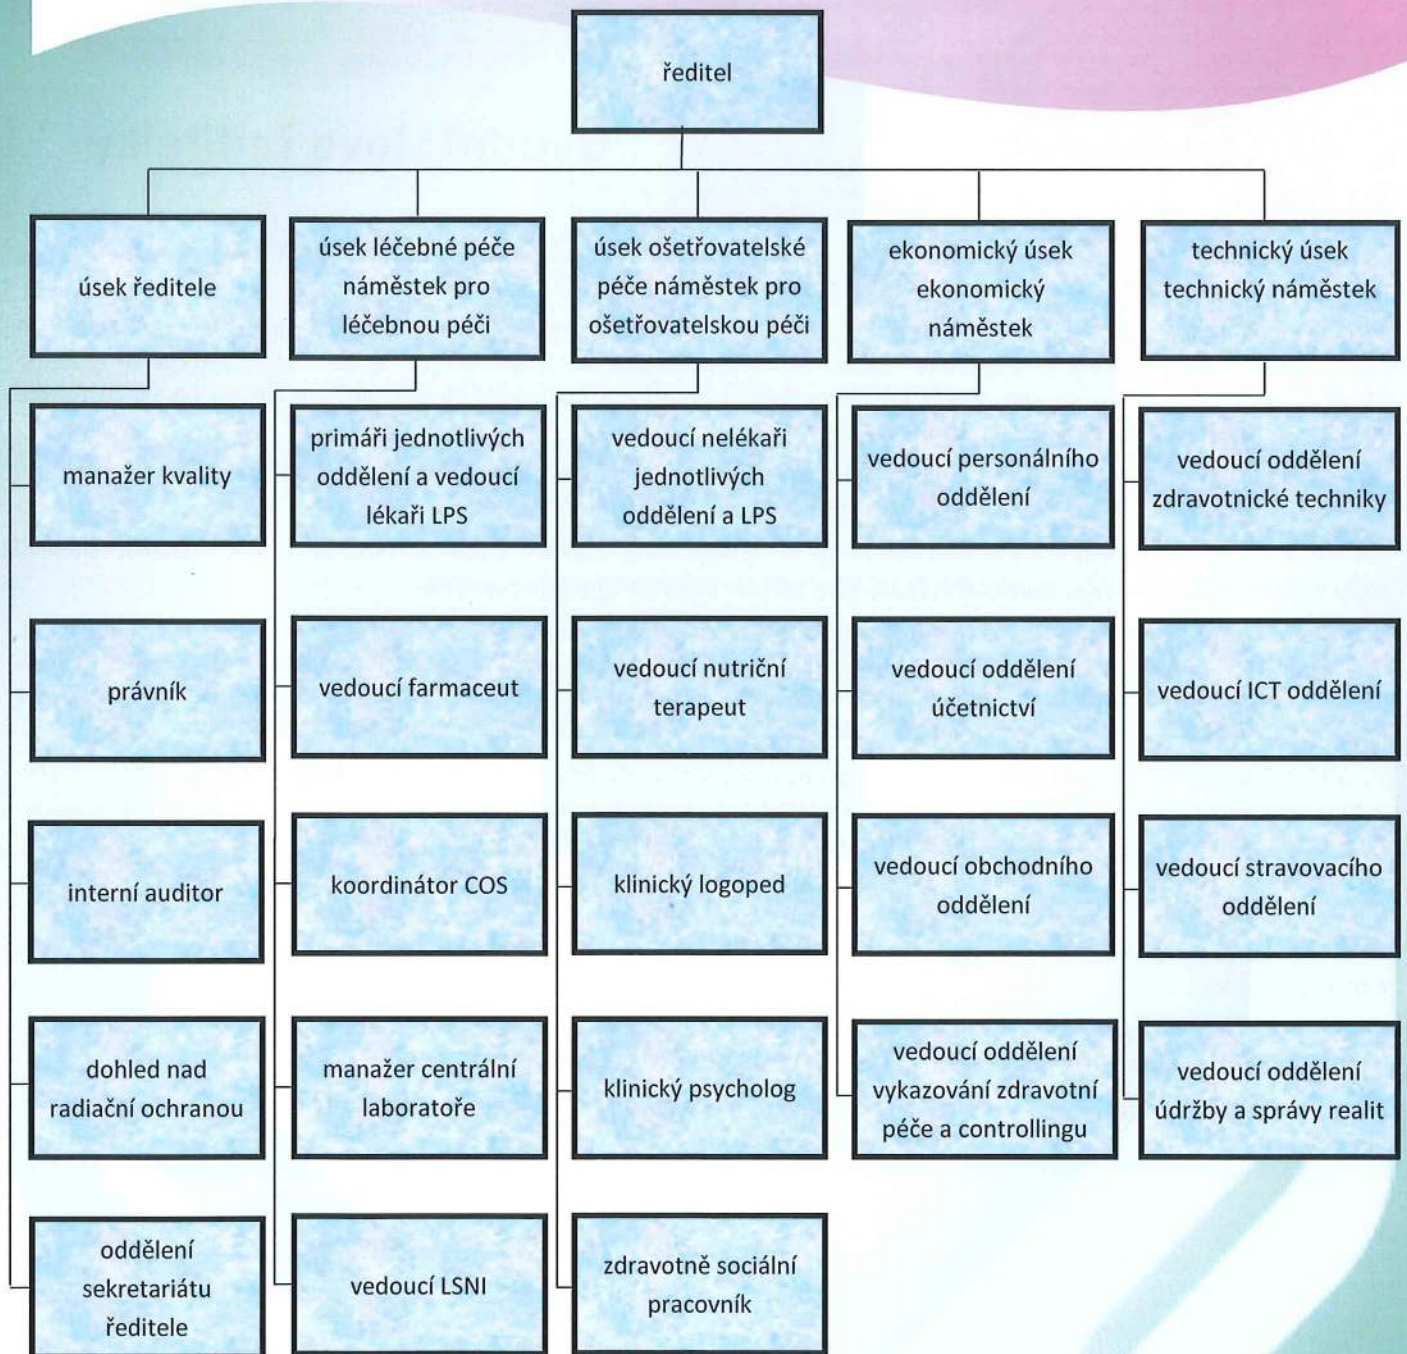 ředitel
úsek ředitele
úsek léčebné péče
náměstek pro
léčebnou péči
úsek ošetřovatelské
péče náměstek pro
ošetřovatelskou péči
ekonomický úsek
ekonomický
náměstek
technický úsek
technický náměstek
manažer kvality
primáři jednotlivých
oddělení a vedoucí
lékaři LPS
vedoucí nelékaři
jednotlivých
oddělení a LPS
vedoucí personálního
oddělení
vedoucí oddělení
zdravotnické techniky
právník
vedoucí farmaceut
vedoucí nutriční
terapeut
vedoucí oddělení
účetnictví
vedoucí ICT oddělení
interní auditor
koordinátor COS
klinický logoped
vedoucí obchodního
oddělení
vedoucí stravovacího
oddělení
dohled nad
radiační ochranou
manažer centrální
laboratoře
klinický psycholog
vedoucí oddělení
vykazování zdravotní
péče a controllingu
vedoucí oddělení
údržby a správy realit
oddělení
sekretariátu
ředitele
vedoucí LSNI
zdravotně sociální
pracovník